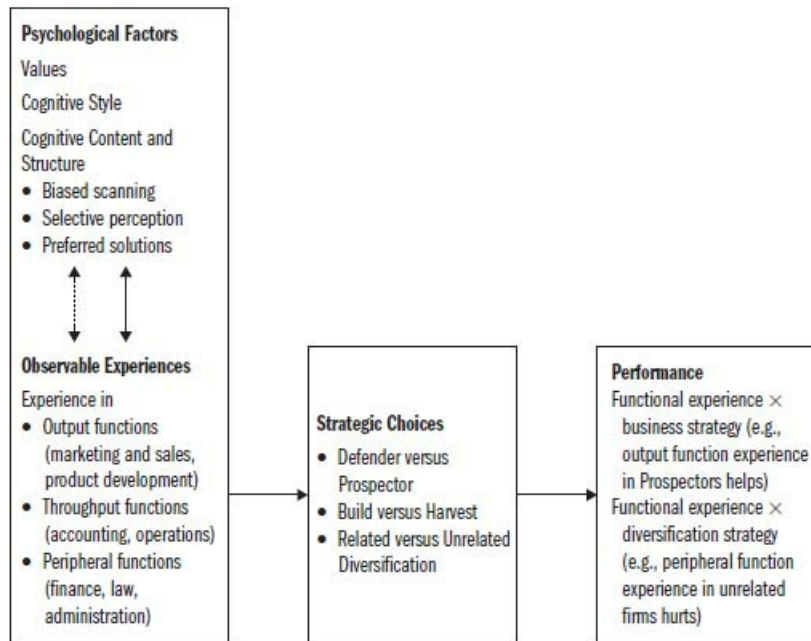 Psychological Factors
Values
Cognitive Style
Cognitive Content and
Structure
• Biased scanning
• Selective perception
• Preferred solutions
Observable Experiences
Experience in
• Output functions
(marketing and sales,
product development)
• Throughput functions
(accounting, operations)
• Peripheral functions
(finance, law,
administration)
Strategic Choices
• Defender versus
Prospector
• Build versus Harvest
• Related versus Unrelated
Diversification
Performance
Functional experience ×
business strategy (e.g.,
output function experience
in Prospectors helps)
Functional experience ×
diversification strategy
(e.g., peripheral function
experience in unrelated
firms hurts)